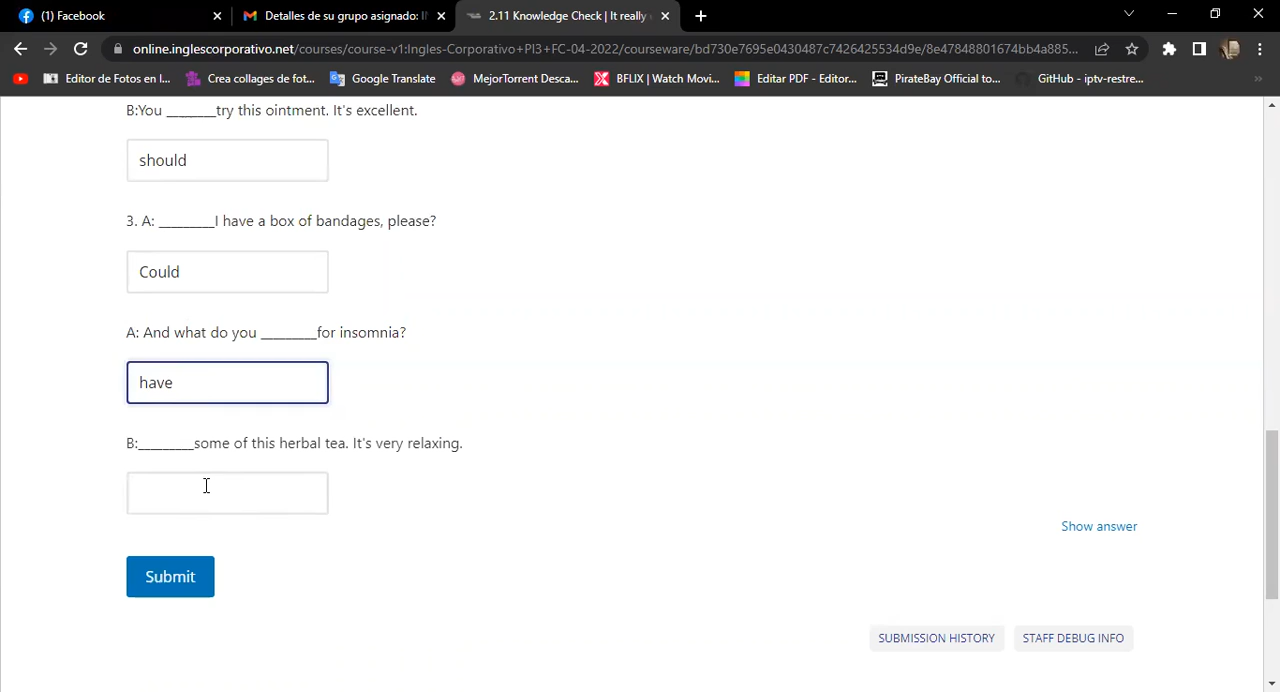 (1) Facebook
Detalles de su grupo asignado: I
2.11 Knowledge Check | It really
online.inglescorporativo.net/courses/course-v1:Ingles-Corporativo+PI3+FC-04-2022/courseware/bd730e7695e0430487c7426425534d9e/8e47848801674bb4a885...
Editor de Fotos en l... Crea collages de fot... Google Translate MejorTorrent Desca... BFLIX | Watch Movi... Editar PDF - Editor... PirateBay Official to... GitHub - iptv-restre... »
B:You ________try this ointment. It's excellent.
should
3. A: ________I have a box of bandages, please?
Could
A: And what do you ________for insomnia?
have
B:________some of this herbal tea. It's very relaxing.
Show answer
Submit
SUBMISSION HISTORY STAFF DEBUG INFO